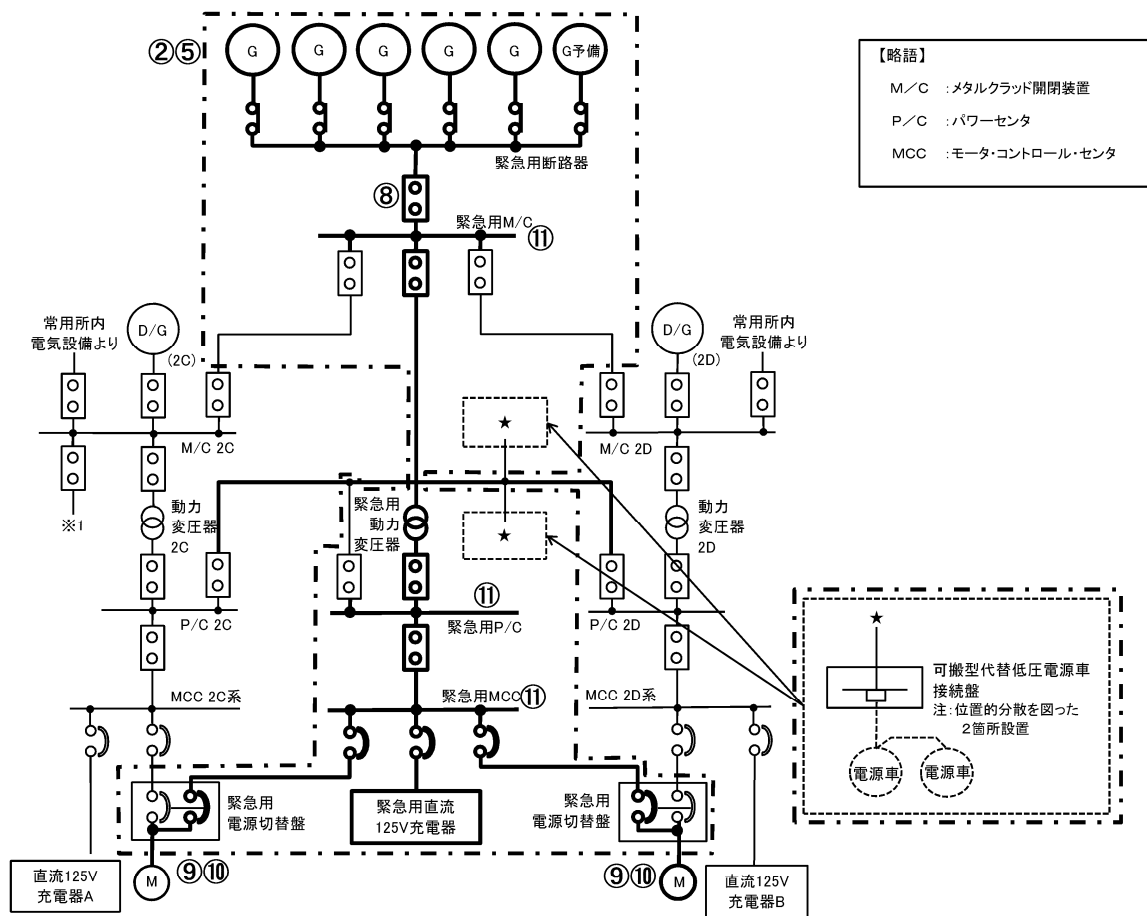 ②⑤
G
G
G
G
G
G予備
緊急用断路器
⑧
緊急用M/C
⑪
【略語】
M/C :メタルクラッド開閉装置
P/C :パワーセンタ
MCC :モータ・コントロール・センタ
常用所内
電気設備より
D/G
(2C)
D/G
(2D)
常用所内
電気設備より
M/C 2C
★
M/C 2D
※1
動力
変圧器
2C
緊急用
動力
変圧器
★
動力
変圧器
2D
P/C 2C
⑪
緊急用P/C
P/C 2D
MCC 2C系
緊急用MCC
⑪
MCC 2D系
★
可搬型代替低圧電源車
接続盤
注:位置的分散を図った
2箇所設置
電源車
電源車
緊急用
電源切替盤
緊急用直流
125V充電器
緊急用
電源切替盤
直流125V
充電器A
M
⑨⑩
⑨⑩
M
直流125V
充電器B